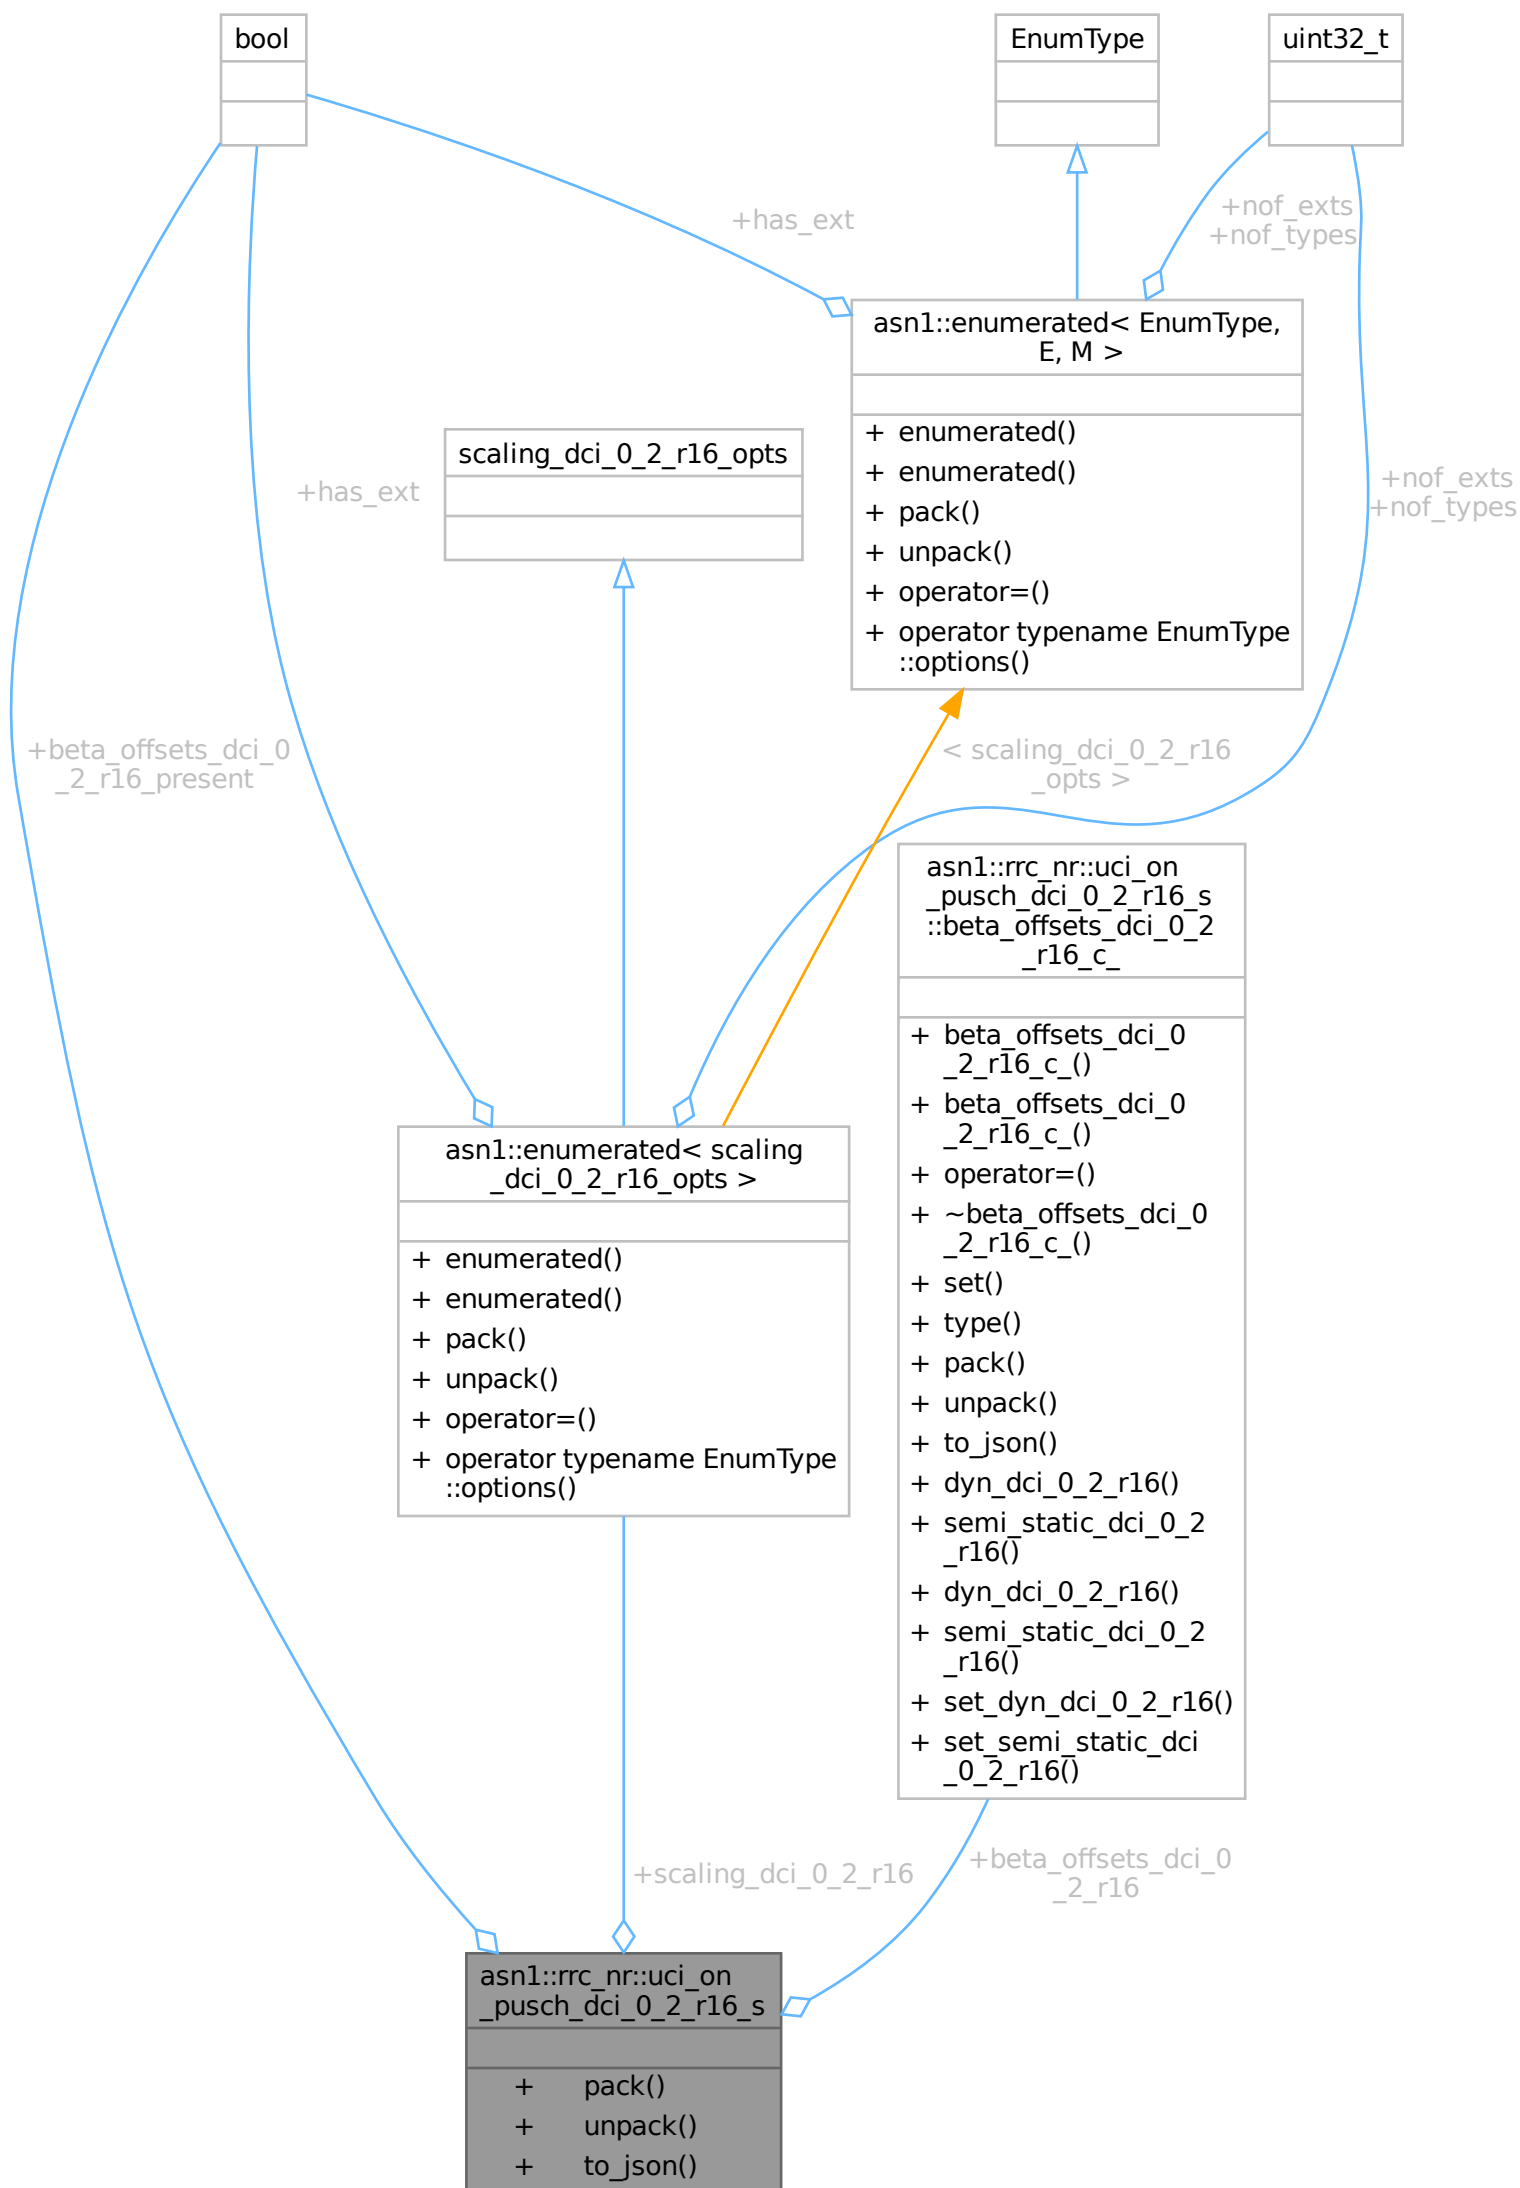 bool
EnumType
uint32_t
+has_ext
+nof_exts
+nof_types
asn1::enumerated< EnumType,
E, M >
+ enumerated()
+ enumerated()
+ pack()
+ unpack()
+ operator=()
+ operator typename EnumType
::options()
scaling_dci_0_2_r16_opts
+has_ext
+nof_exts
+nof_types
+beta_offsets_dci_0
_2_r16_present
< scaling_dci_0_2_r16
_opts >
asn1::rrc_nr::uci_on
_pusch_dci_0_2_r16_s
::beta_offsets_dci_0_2
_r16_c_
+ beta_offsets_dci_0
_2_r16_c_()
+ beta_offsets_dci_0
_2_r16_c_()
+ operator=()
+ ~beta_offsets_dci_0
_2_r16_c_()
+ set()
+ type()
+ pack()
+ unpack()
+ to_json()
+ dyn_dci_0_2_r16()
+ semi_static_dci_0_2
_r16()
+ dyn_dci_0_2_r16()
+ semi_static_dci_0_2
_r16()
+ set_dyn_dci_0_2_r16()
+ set_semi_static_dci
_0_2_r16()
asn1::enumerated< scaling
_dci_0_2_r16_opts >
+ enumerated()
+ enumerated()
+ pack()
+ unpack()
+ operator=()
+ operator typename EnumType
::options()
+scaling_dci_0_2_r16
+beta_offsets_dci_0
_2_r16
asn1::rrc_nr::uci_on
_pusch_dci_0_2_r16_s
+ pack()
+ unpack()
+ to_json()